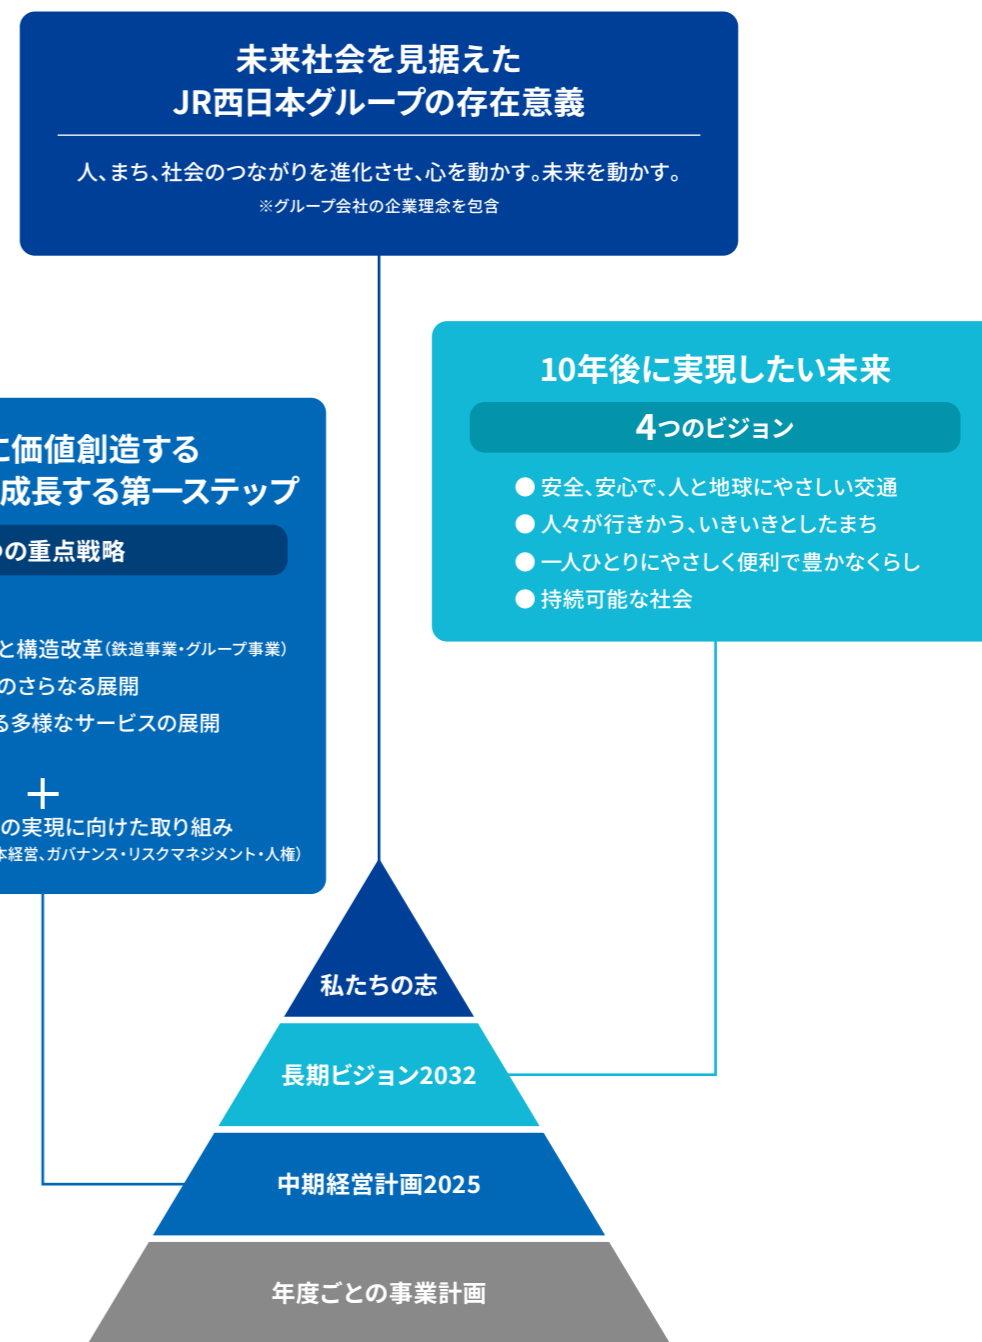 未来社会を見据えた
JR西日本グループの存在意義
人、まち、社会のつながりを進化させ、心を動かす。未来を動かす。
※グループ会社の企業理念を包含
10年後に実現したい未来
4つのビジョン
● 安全、安心で、人と地球にやさしい交通
● 人々が行きかう、いきいきとしたまち
● 一人ひとりにやさしく便利で豊かなくらし
● 持続可能な社会
に価値創造する
成長する第一ステップ
の重点戦略
と構造改革（鉄道事業・グループ事業）
のさらなる展開
る多様なサービスの展開
＋
の実現に向けた取り組み
本経営、ガバナンス・リスクマネジメント・人権）
私たちの志
長期ビジョン2032
中期経営計画2025
年度ごとの事業計画